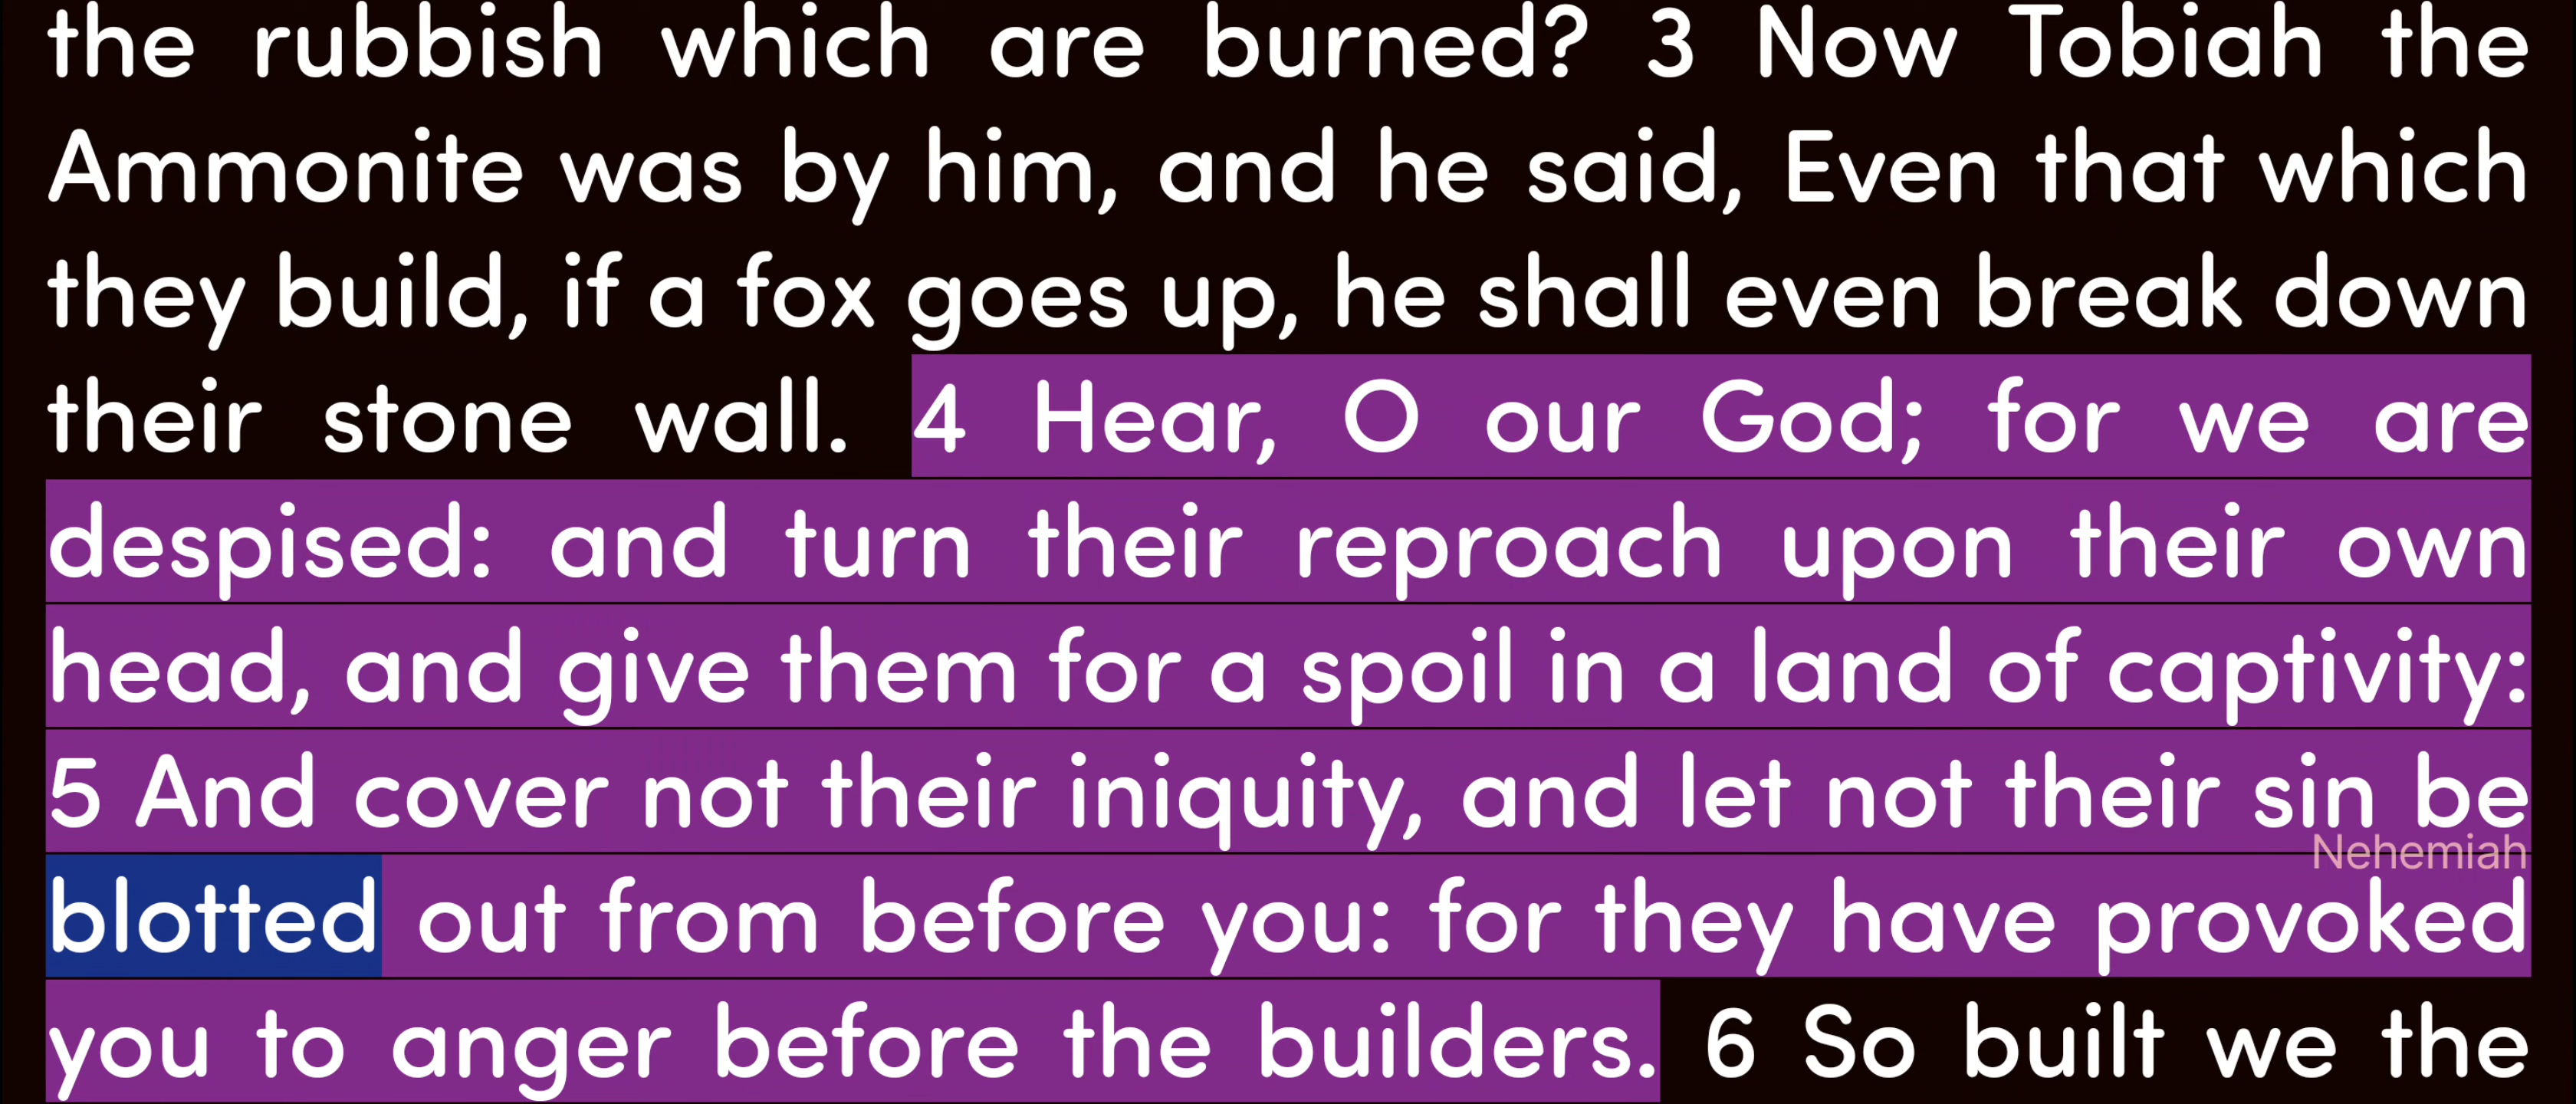 the rubbish which are burned? 3 Now Tobiah the
Ammonite was by him, and he said, Even that which
they build, if a fox goes up, he shall even break down
their stone wall. 4 Hear, O our God; for we are
despised: and turn their reproach upon their own
head, and give them for a spoil in a land of captivity:
5 And cover not their iniquity, and let not their sin be
Nehemiah
blotted out from before you: for they have provoked
you to anger before the builders. 6 So built we the